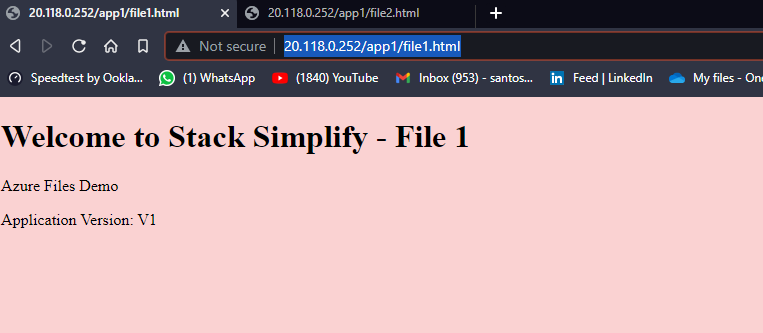 20.118.0.252/app1/file1.html
20.118.0.252/app1/file2.html
Not secure
20.118.0.252/app1/file1.html
Speedtest by Ookla...
(1) WhatsApp
(1840) YouTube
Inbox (953) - santos...
Feed | LinkedIn
My files - One
Welcome to Stack Simplify - File 1
Azure Files Demo
Application Version: V1